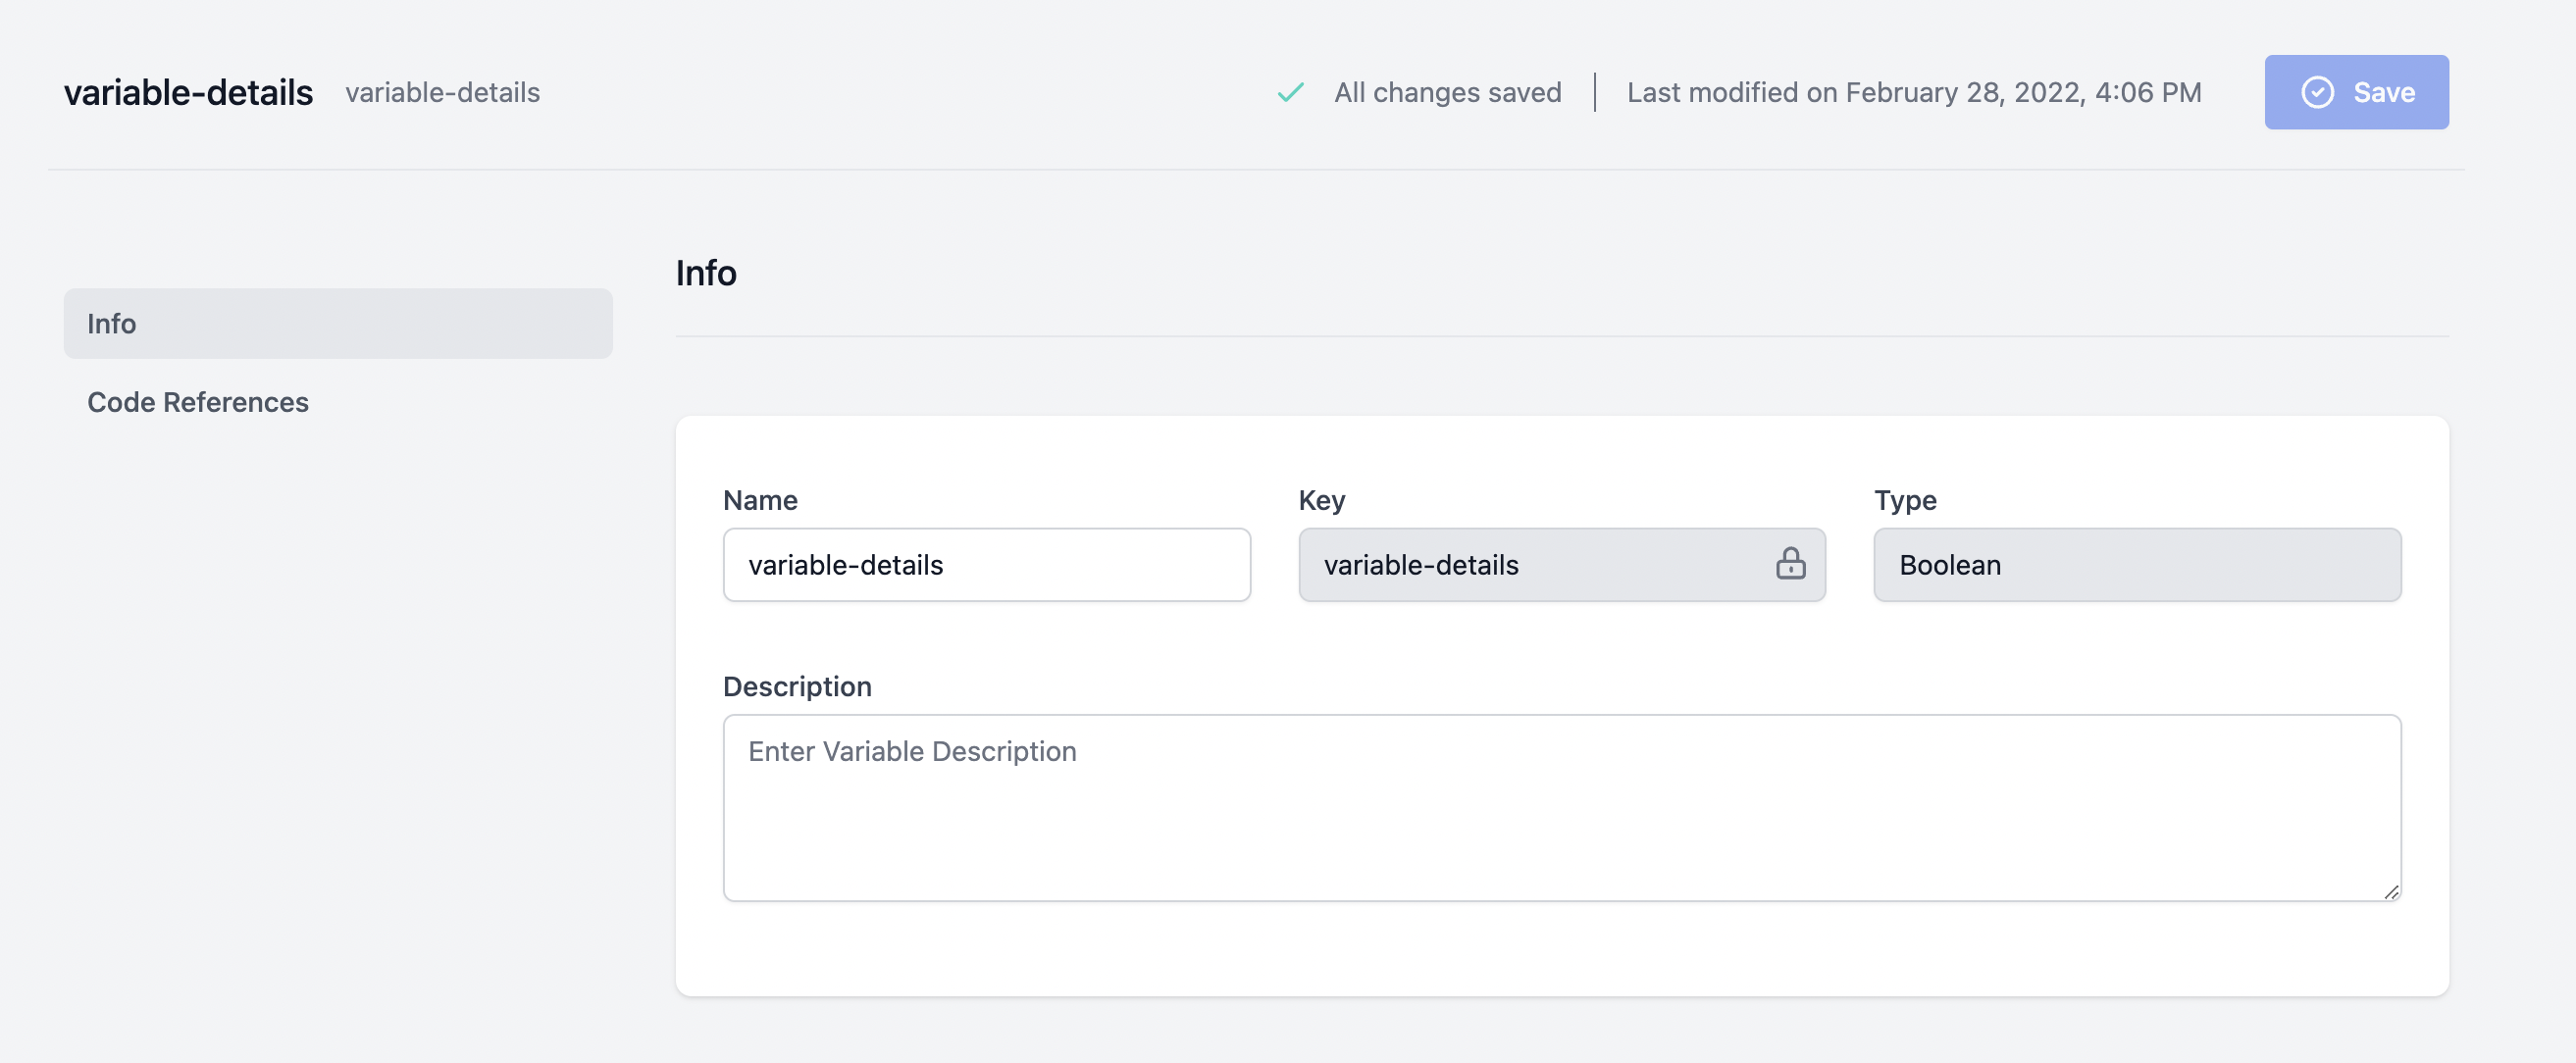 variable-details variable-details
All changes saved
Last modified on February 28, 2022, 4:06 PM
Save
Info
Code References
Info
Name
variable-details
Key
variable-details
Type
Boolean
Description
Enter Variable Description